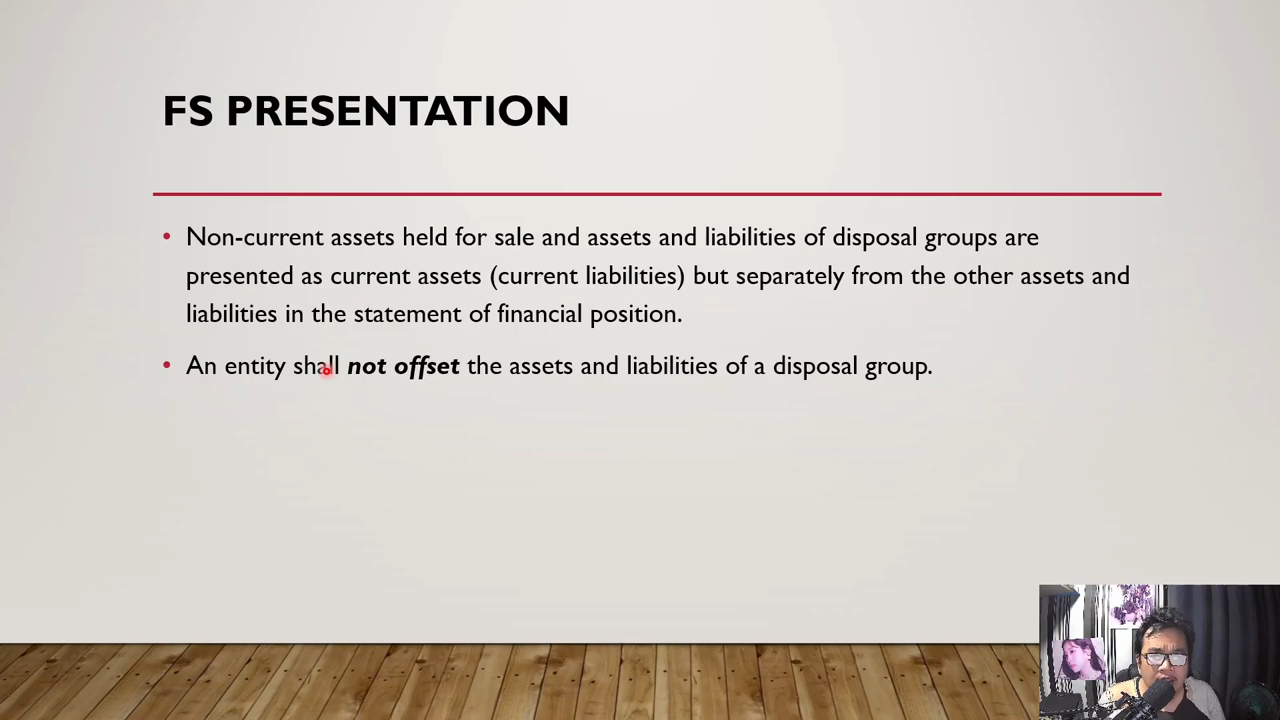 FS PRESENTATION
• Non-current assets held for sale and assets and liabilities of disposal groups are
presented as current assets (current liabilities) but separately from the other assets and
liabilities in the statement of financial position.
• An entity shall not offset the assets and liabilities of a disposal group.